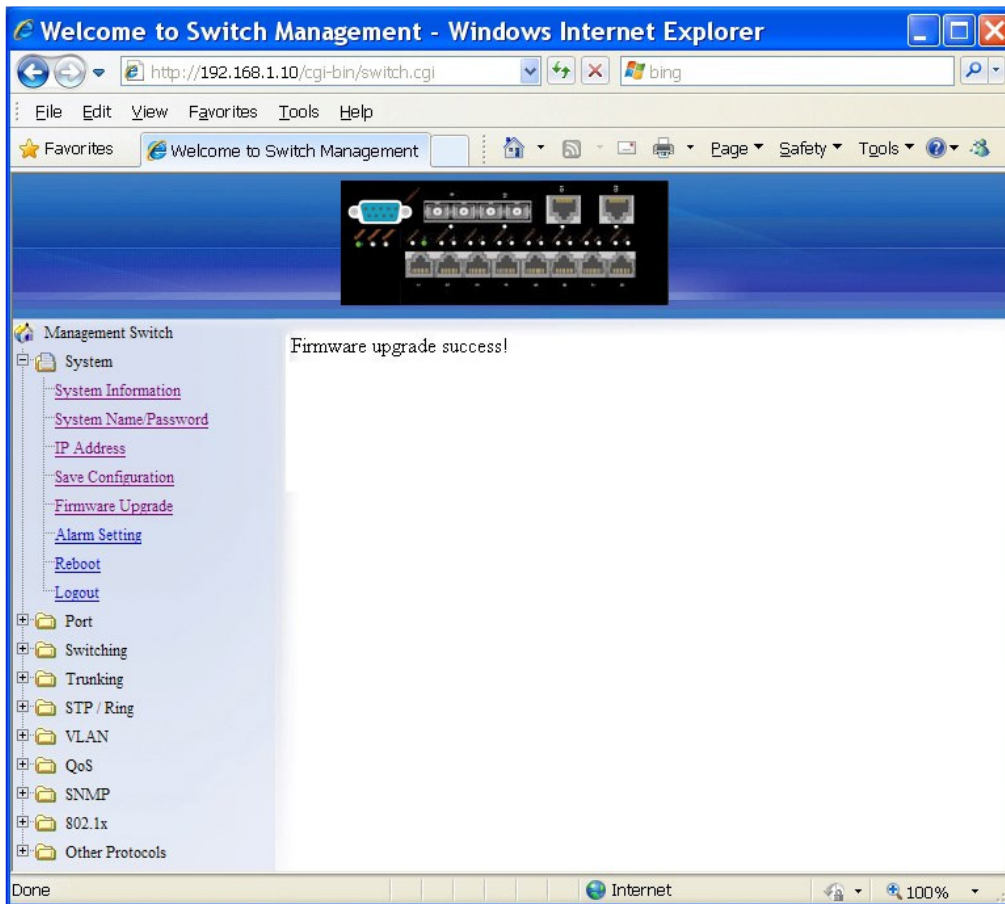 Welcome to Switch Management - Windows Internet Explorer
http://192.168.1.10/cgi-bin/switch.cgi
bing
File Edit View Favorites Tools Help
Favorites
Welcome to Switch Management
Page Safety Tools
Management Switch
System
System Information
System Name/Password
IP Address
Save Configuration
Firmware Upgrade
Alarm Setting
Reboot
Logout
Port
Switching
Trunking
STP / Ring
VLAN
QoS
SNMP
802.1x
Other Protocols
Firmware upgrade success!
Done
Internet
100%